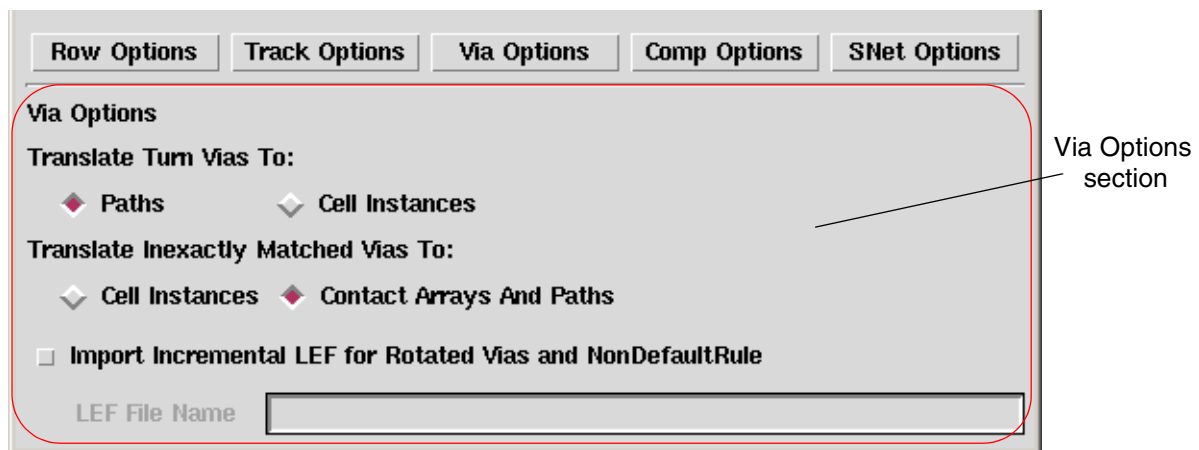 Row Options Track Options Via Options Comp Options SNet Options
Via Options
Translate Turn Vias To:
Paths Cell Instances
Translate Inexactly Matched Vias To:
Cell Instances Contact Arrays And Paths
Import Incremental LEF for Rotated Vias and NonDefaultRule
LEF File Name
Via Options
section